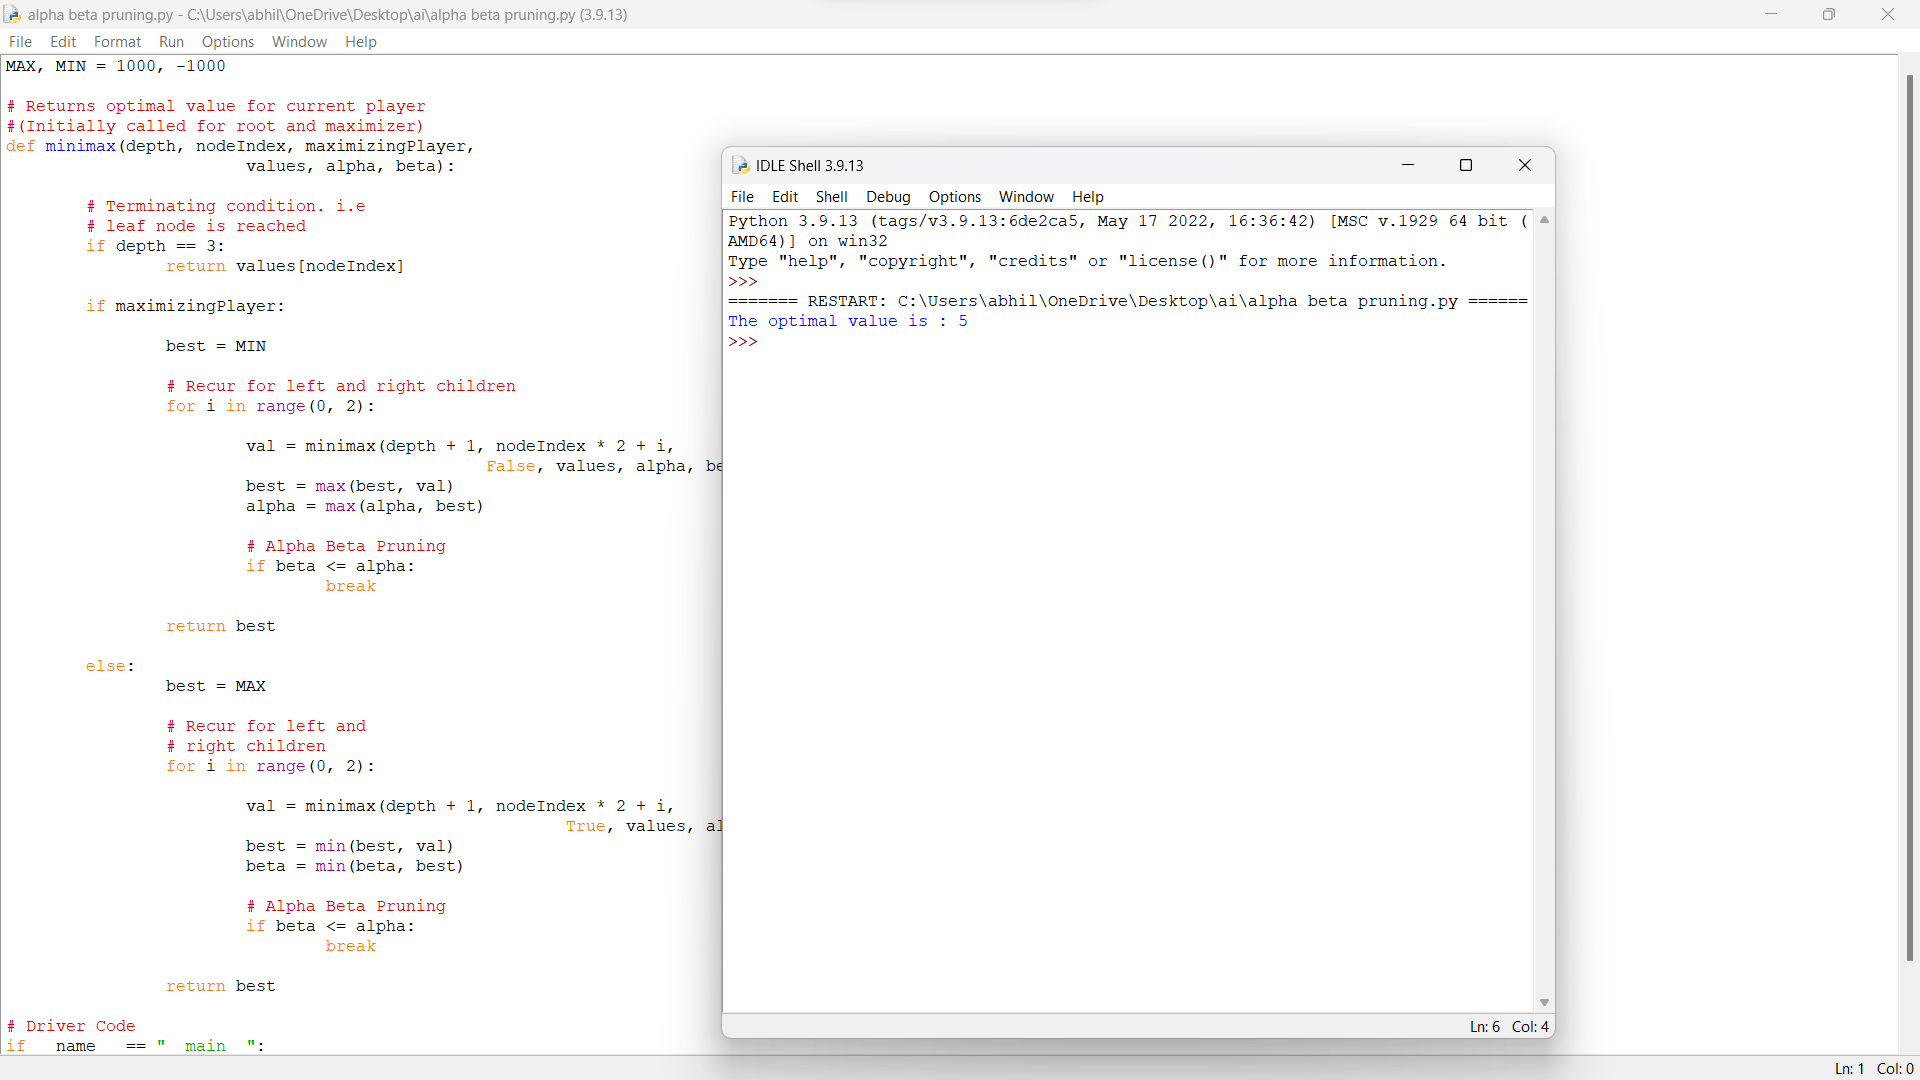 alpha beta pruning.py - C:\Users\abhil\OneDrive\Desktop\ai\alpha beta pruning.py (3.9.13)
File Edit Format Run Options Window Help
MAX, MIN = 1000, -1000
# Returns optimal value for current player
#(Initially called for root and maximizer)
def minimax(depth, nodeIndex, maximizingPlayer,
values, alpha, beta):
# Terminating condition. i.e
# leaf node is reached
if depth == 3:
return values[nodeIndex]
if maximizingPlayer:
best = MIN
# Recur for left and right children
for i in range(0, 2):
val = minimax(depth + 1, nodeIndex * 2 + i,
False, values, alpha, be
best = max(best, val)
alpha = max(alpha, best)
# Alpha Beta Pruning
if beta <= alpha:
break
return best
else:
best = MAX
# Recur for left and
# right children
for i in range(0, 2):
val = minimax(depth + 1, nodeIndex * 2 + i,
True, values, al
best = min(best, val)
beta = min(beta, best)
# Alpha Beta Pruning
if beta <= alpha:
break
return best
# Driver Code
if __name__ == "__main__":
Ln: 1 Col: 0
IDLE Shell 3.9.13
File Edit Shell Debug Options Window Help
Python 3.9.13 (tags/v3.9.13:6de2ca5, May 17 2022, 16:36:42) [MSC v.1929 64 bit (
AMD64)] on win32
Type "help", "copyright", "credits" or "license()" for more information.
>>>
======= RESTART: C:\Users\abhil\OneDrive\Desktop\ai\alpha beta pruning.py ======
The optimal value is : 5
>>>
Ln: 6 Col: 4